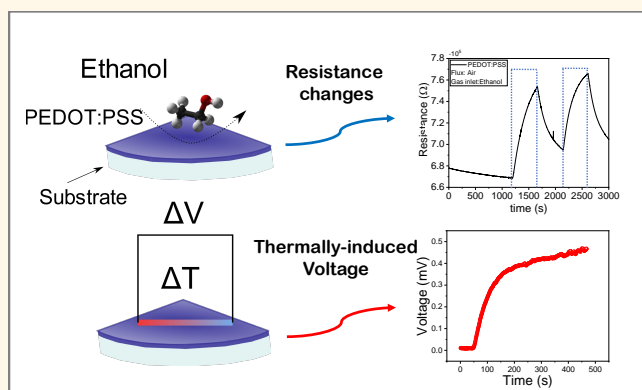 Ethanol
PEDOT:PSS
Substrate
Resistance
changes
7.8 x10⁵
7.6
7.4
7.2
7.0
6.8
6.6
Resistance (Ω)
PEDOT:PSS
Flux: Air
Gas inlet:Ethanol
0 500 1000 1500 2000 2500 3000
time (s)
ΔV
ΔT
Thermally-induced
Voltage
0.5
0.4
0.3
0.2
0.1
0.0
Voltage (mV)
0 100 200 300 400 500
Time (s)